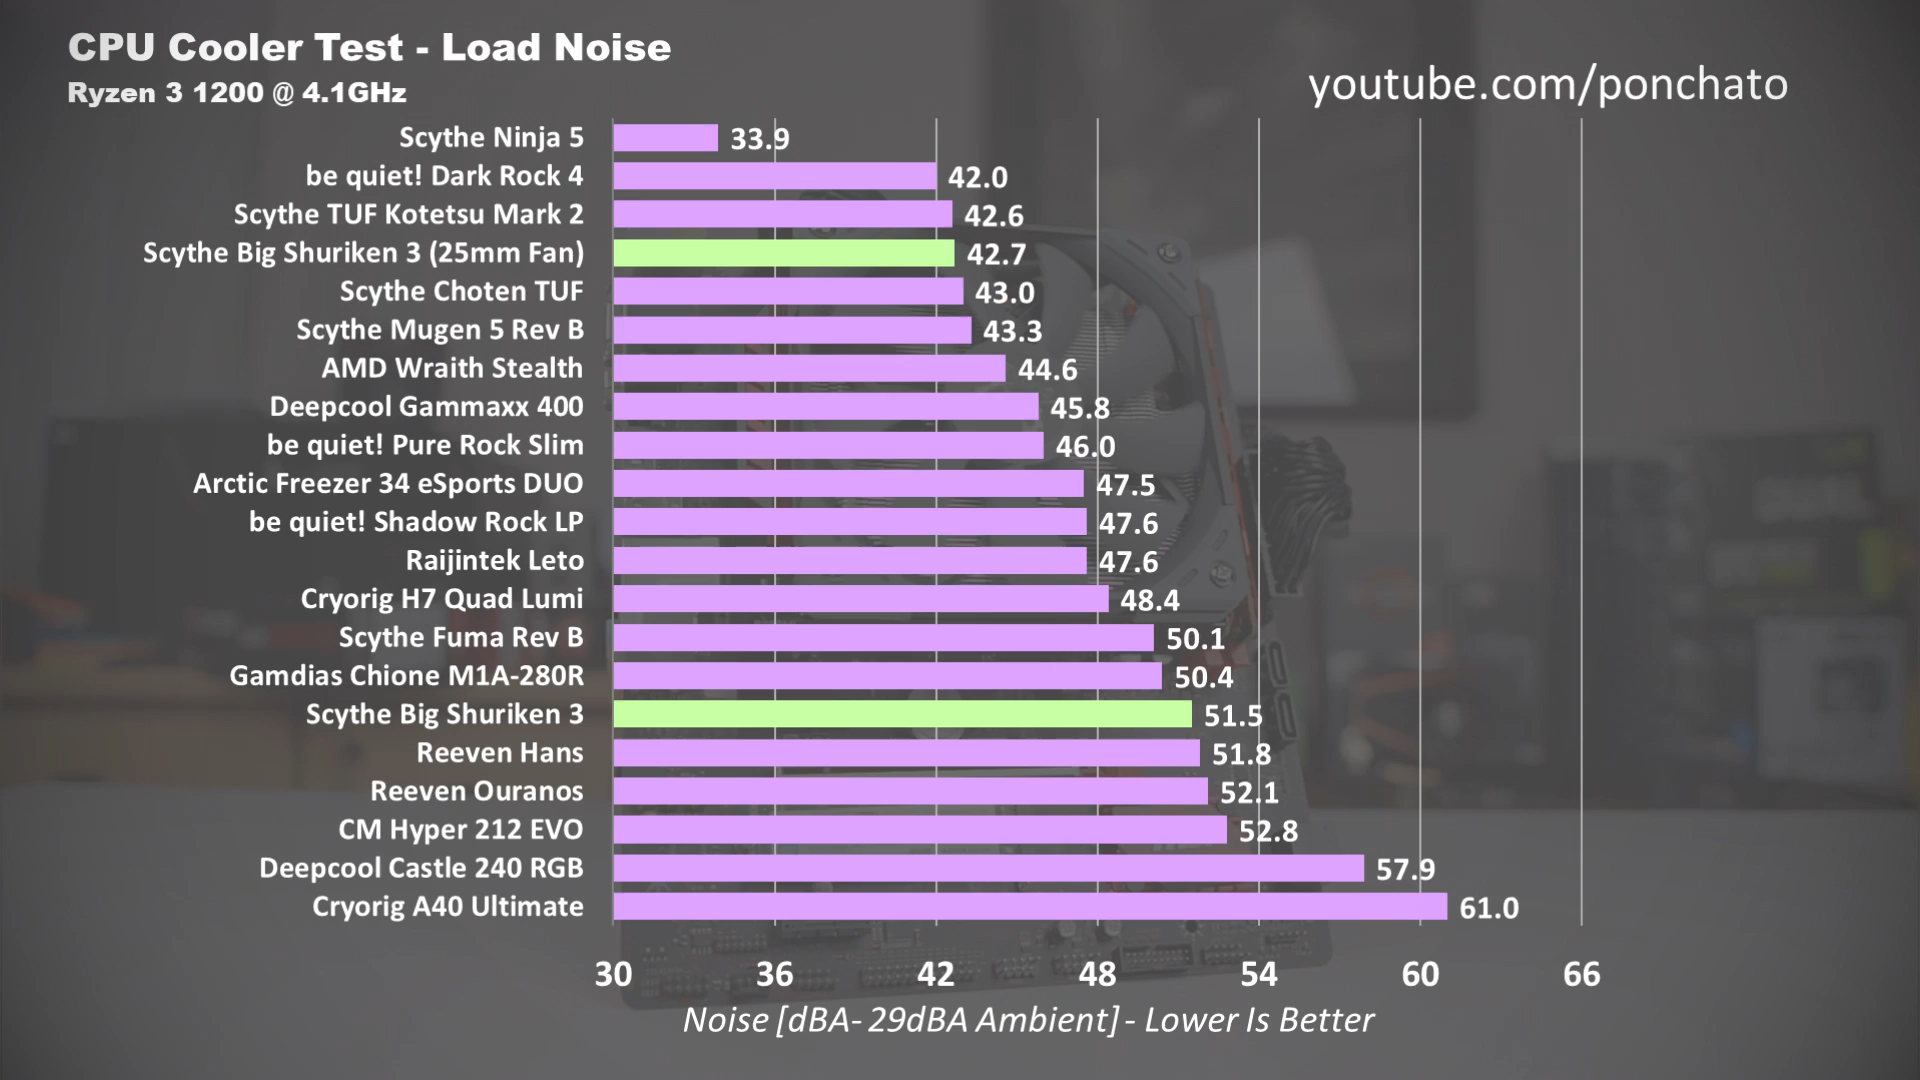 CPU Cooler Test - Load Noise
Ryzen 3 1200 @ 4.1GHz
youtube.com/ponchato
Scythe Ninja 5 33.9
be quiet! Dark Rock 4 42.0
Scythe TUF Kotetsu Mark 2 42.6
Scythe Big Shuriken 3 (25mm Fan) 42.7
Scythe Choten TUF 43.0
Scythe Mugen 5 Rev B 43.3
AMD Wraith Stealth 44.6
Deepcool Gammaxx 400 45.8
be quiet! Pure Rock Slim 46.0
Arctic Freezer 34 eSports DUO 47.5
be quiet! Shadow Rock LP 47.6
Raijintek Leto 47.6
Cryorig H7 Quad Lumi 48.4
Scythe Fuma Rev B 50.1
Gamdias Chione M1A-280R 50.4
Scythe Big Shuriken 3 51.5
Reeven Hans 51.8
Reeven Ouranos 52.1
CM Hyper 212 EVO 52.8
Deepcool Castle 240 RGB 57.9
Cryorig A40 Ultimate 61.0
30 36 42 48 54 60 66
Noise [dBA- 29dBA Ambient] - Lower Is Better